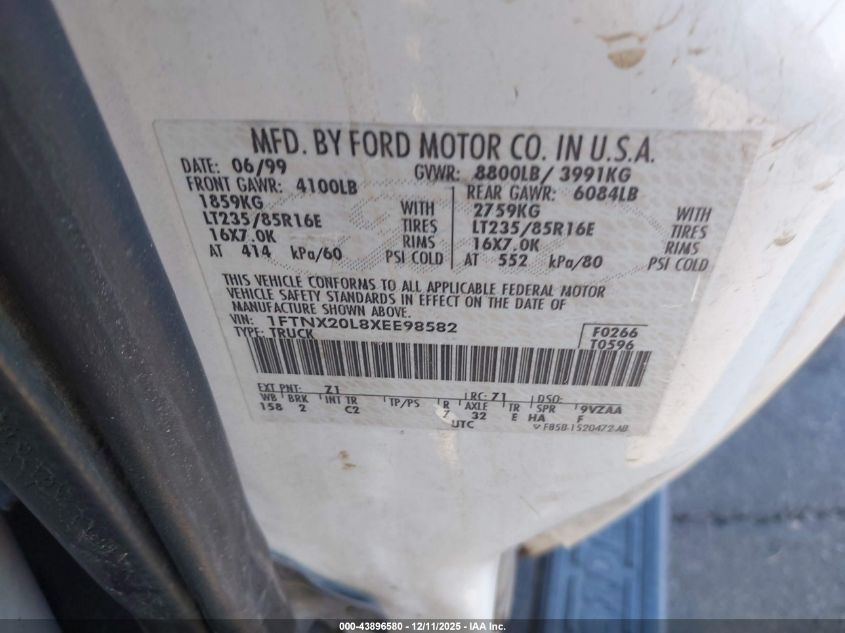 MFD. BY FORD MOTOR CO. IN U.S.A.
DATE: 06/99 GVWR: 8800LB/ 3991KG
FRONT GAWR: 4100LB REAR GAWR: 6084LB
1859KG WITH 2759KG WITH
LT235/85R16E TIRES LT235/85R16E TIRES
16X7.0K RIMS 16X7.0K RIMS
AT 414 kPa/60 PSI COLD AT 552 kPa/80 PSI COLD
THIS VEHICLE CONFORMS TO ALL APPLICABLE FEDERAL MOTOR
VEHICLE SAFETY STANDARDS IN EFFECT ON THE DATE OF
MANUFACTURE SHOWN ABOVE.
VIN: 1FTNX20L8XEE98582 F0266
TYPE: TRUCK T0596
EXT PNT: Z1 RC: 71 DSO:
WB BRK INT TR TP/PS R AXLE TR SPR 9VZAA
158 2 C2 7 32 E HA F
UTC F85B-1520472-AB
000-43896580 - 12/11/2025 - IAA Inc.